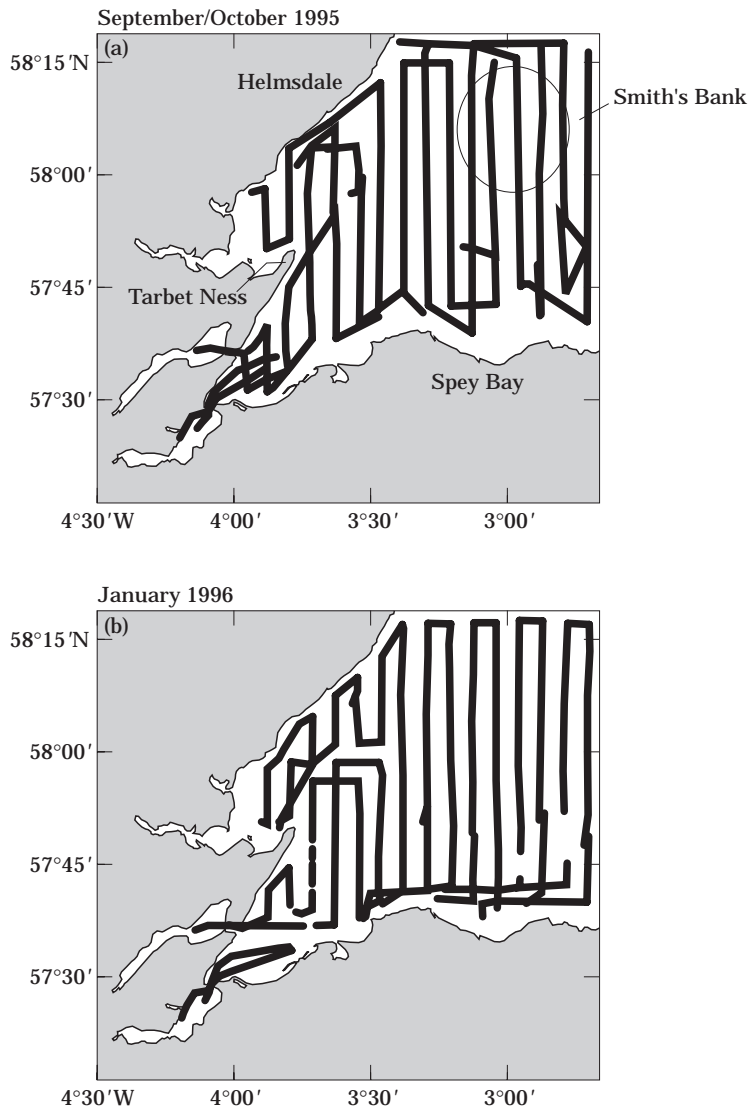 September/October 1995
(a)
58°15′N
Helmsdale
Smith's Bank
58°00′
57°45′
Tarbet Ness
Spey Bay
57°30′
4°30′W 4°00′ 3°30′ 3°00′
January 1996
(b)
58°15′N
58°00′
57°45′
57°30′
4°30′W 4°00′ 3°30′ 3°00′